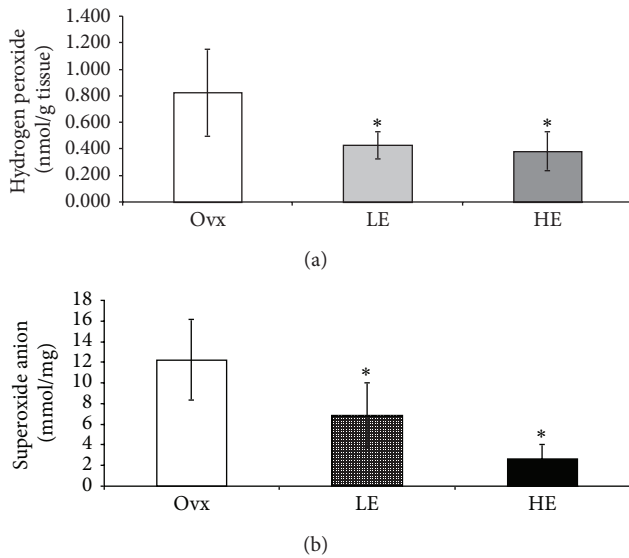 Hydrogen peroxide
(nmol/g tissue)
1.400
1.200
1.000
0.800
0.600
0.400
0.200
0.000
*
*
Ovx
LE
HE
(a)
Superoxide anion
(mmol/mg)
18
16
14
12
10
8
6
4
2
0
*
*
Ovx
LE
HE
(b)